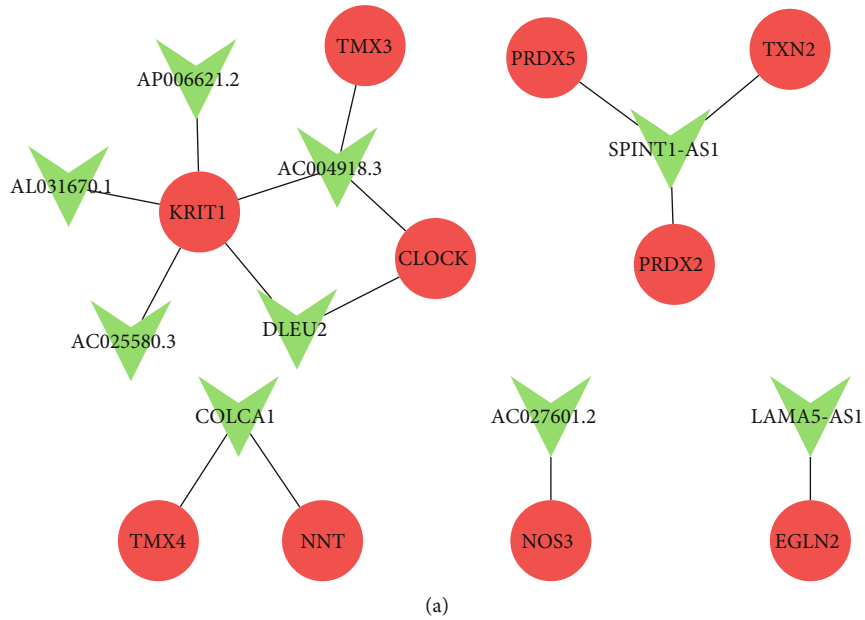 TMX3
PRDX5
TXN2
AP006621.2
SPINT1-AS1
AC004918.3
AL031670.1
KRIT1
CLOCK
PRDX2
DLEU2
AC025580.3
COLCA1
AC027601.2
LAMA5-AS1
TMX4
NNT
NOS3
EGLN2
(a)